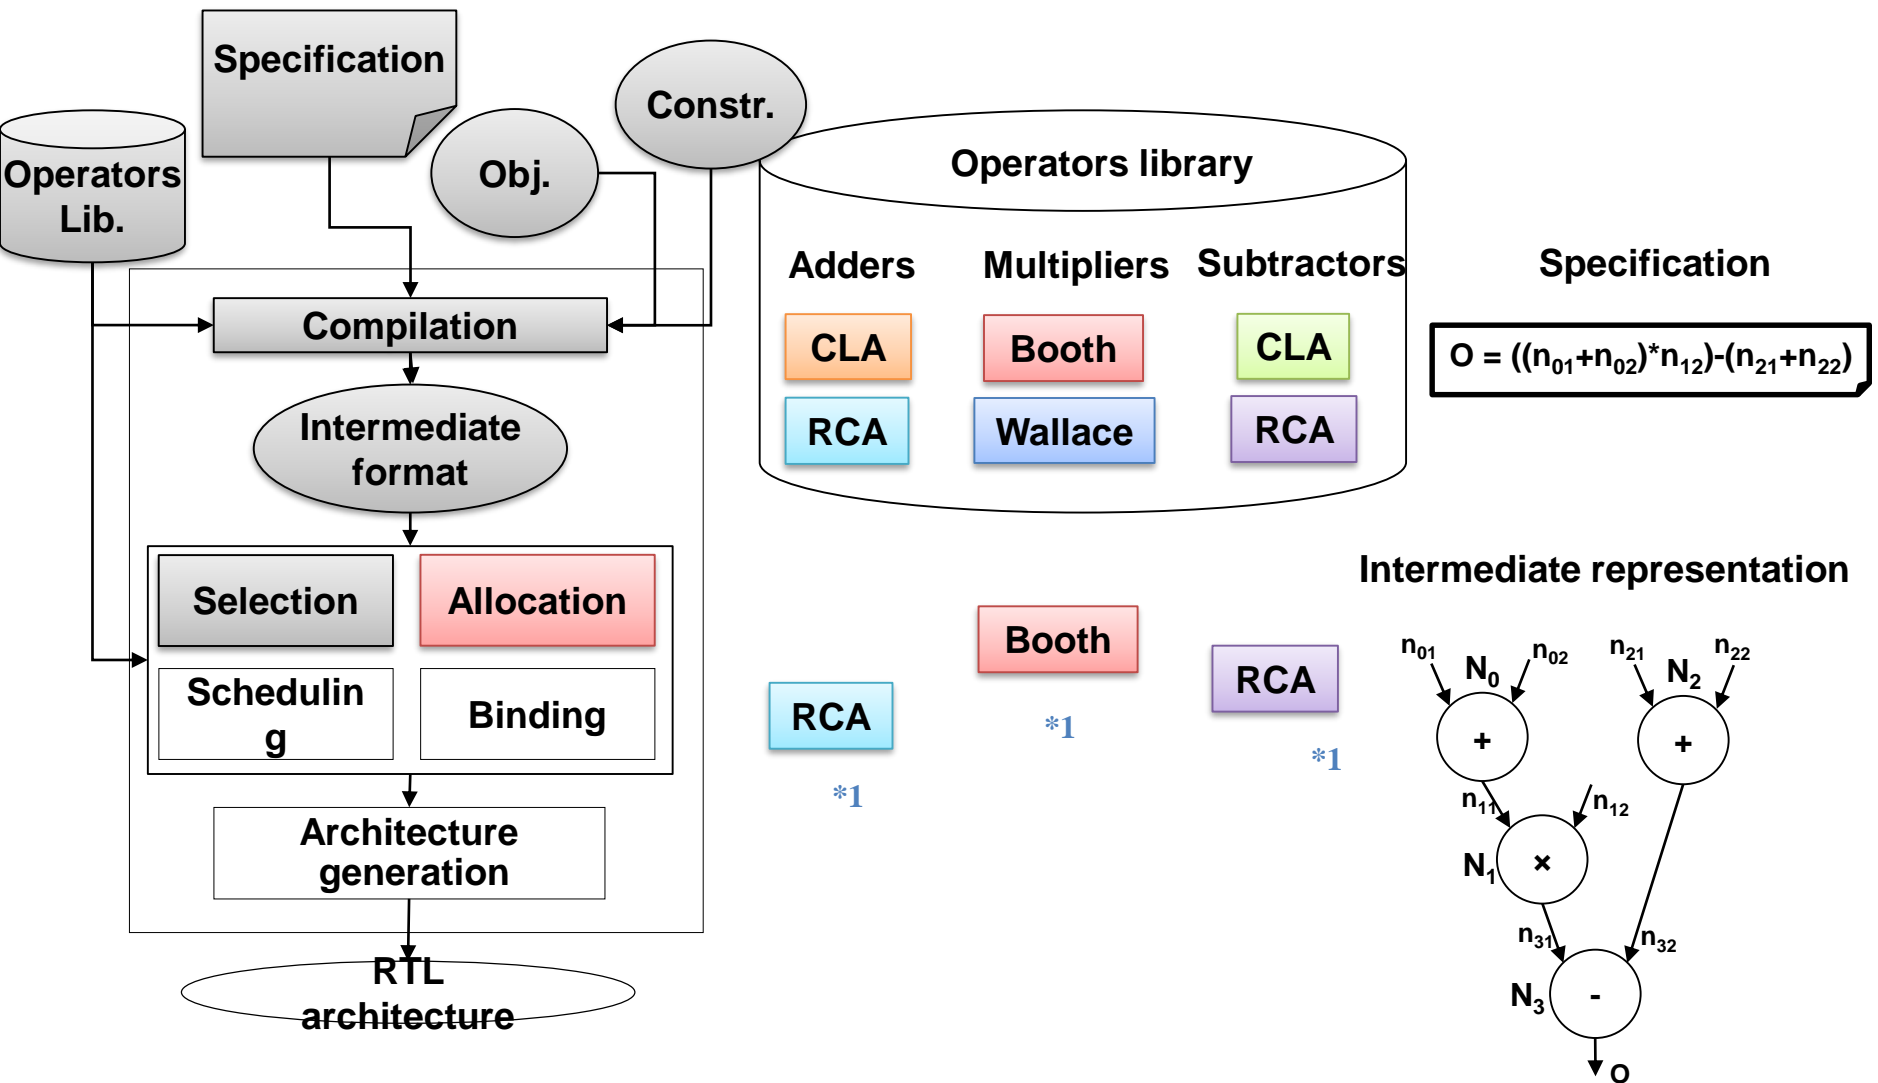 Specification
Constr.
Operators
Lib.
Obj.
Compilation
Intermediate
format
Selection
Allocation
Schedulin
g
Binding
Architecture
generation
RTL
architecture
Operators library
Adders
Multipliers
Subtractors
CLA
Booth
CLA
RCA
Wallace
RCA
Specification
O = ((n01+n02)*n12)-(n21+n22)
Booth
*1
RCA
*1
RCA
*1
Intermediate representation
n01
N0
n02
n21
N2
n22
+
+
n11
n12
N1
×
n31
n32
N3
-
O